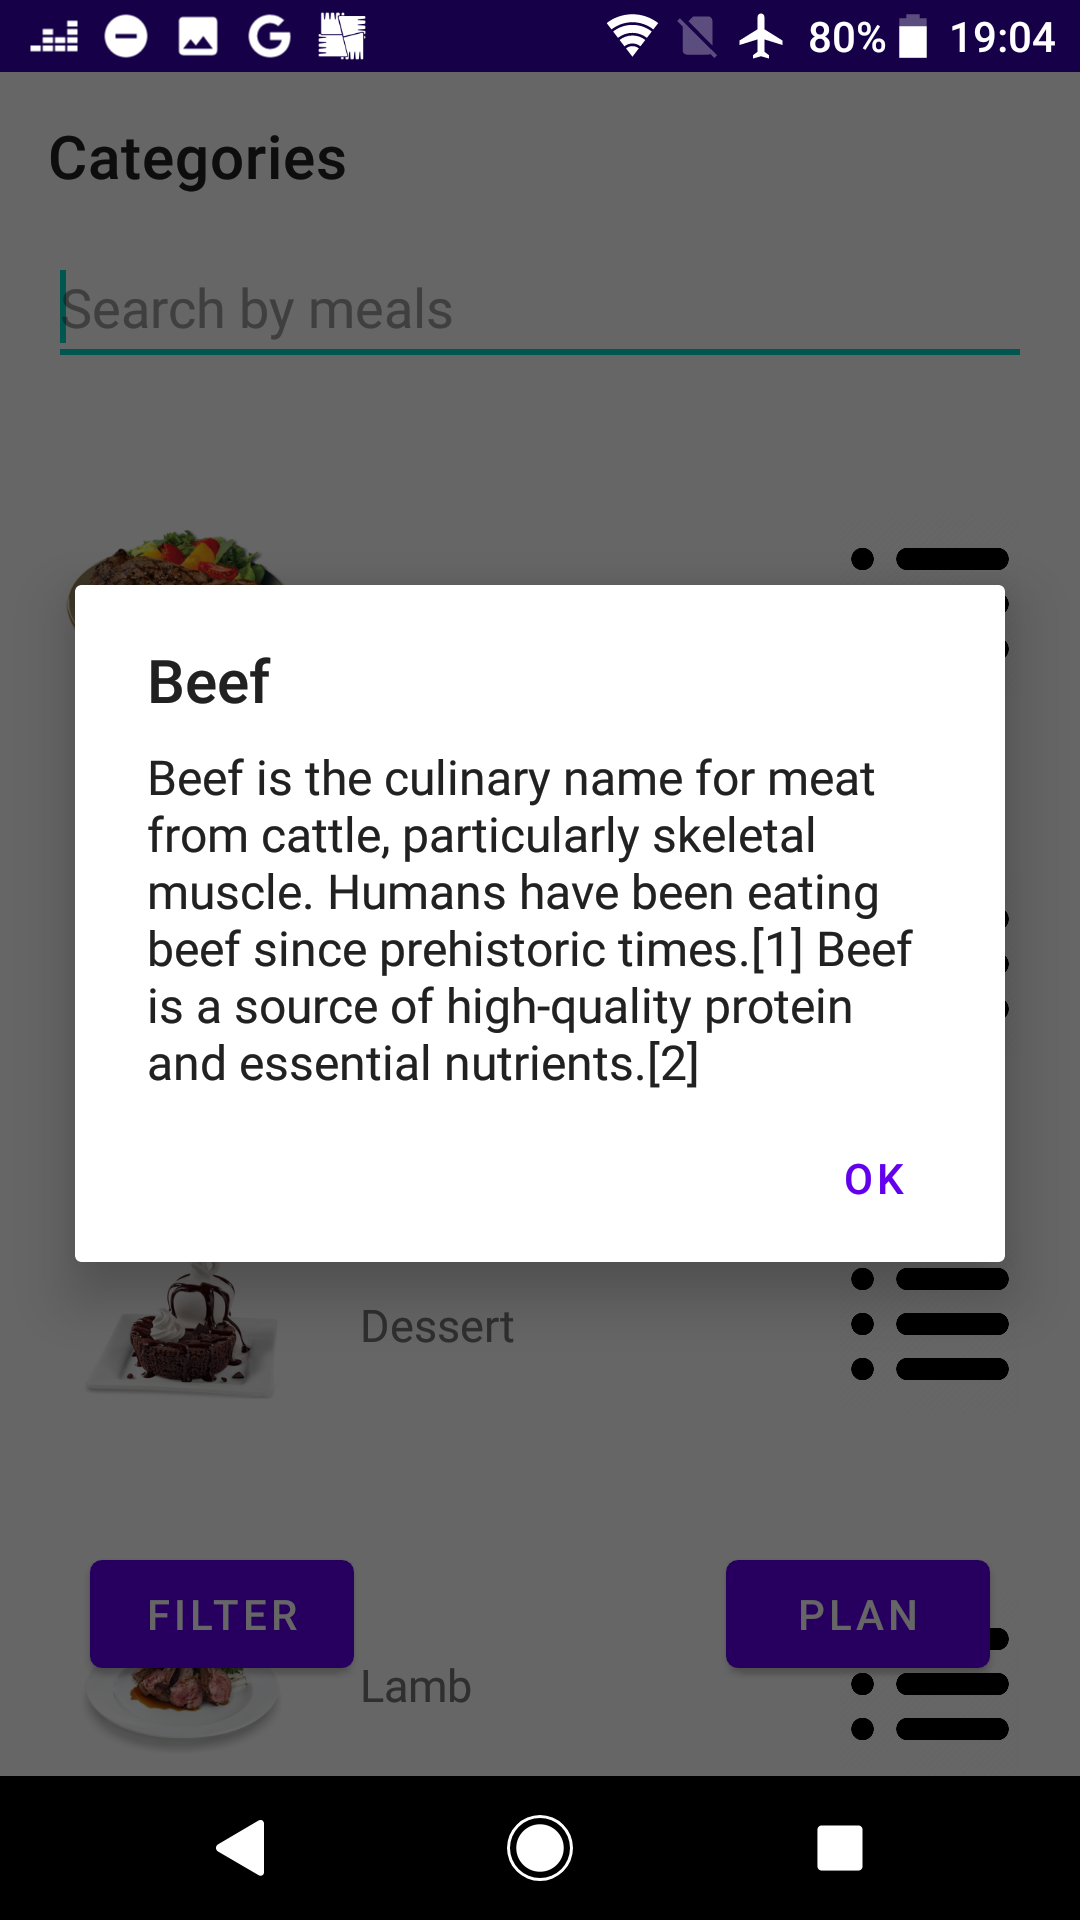 80% 19:04
Categories
Search by meals
Beef
Beef is the culinary name for meat
from cattle, particularly skeletal
muscle. Humans have been eating
beef since prehistoric times.[1] Beef
is a source of high-quality protein
and essential nutrients.[2]
OK
Dessert
FILTER
PLAN
Lamb